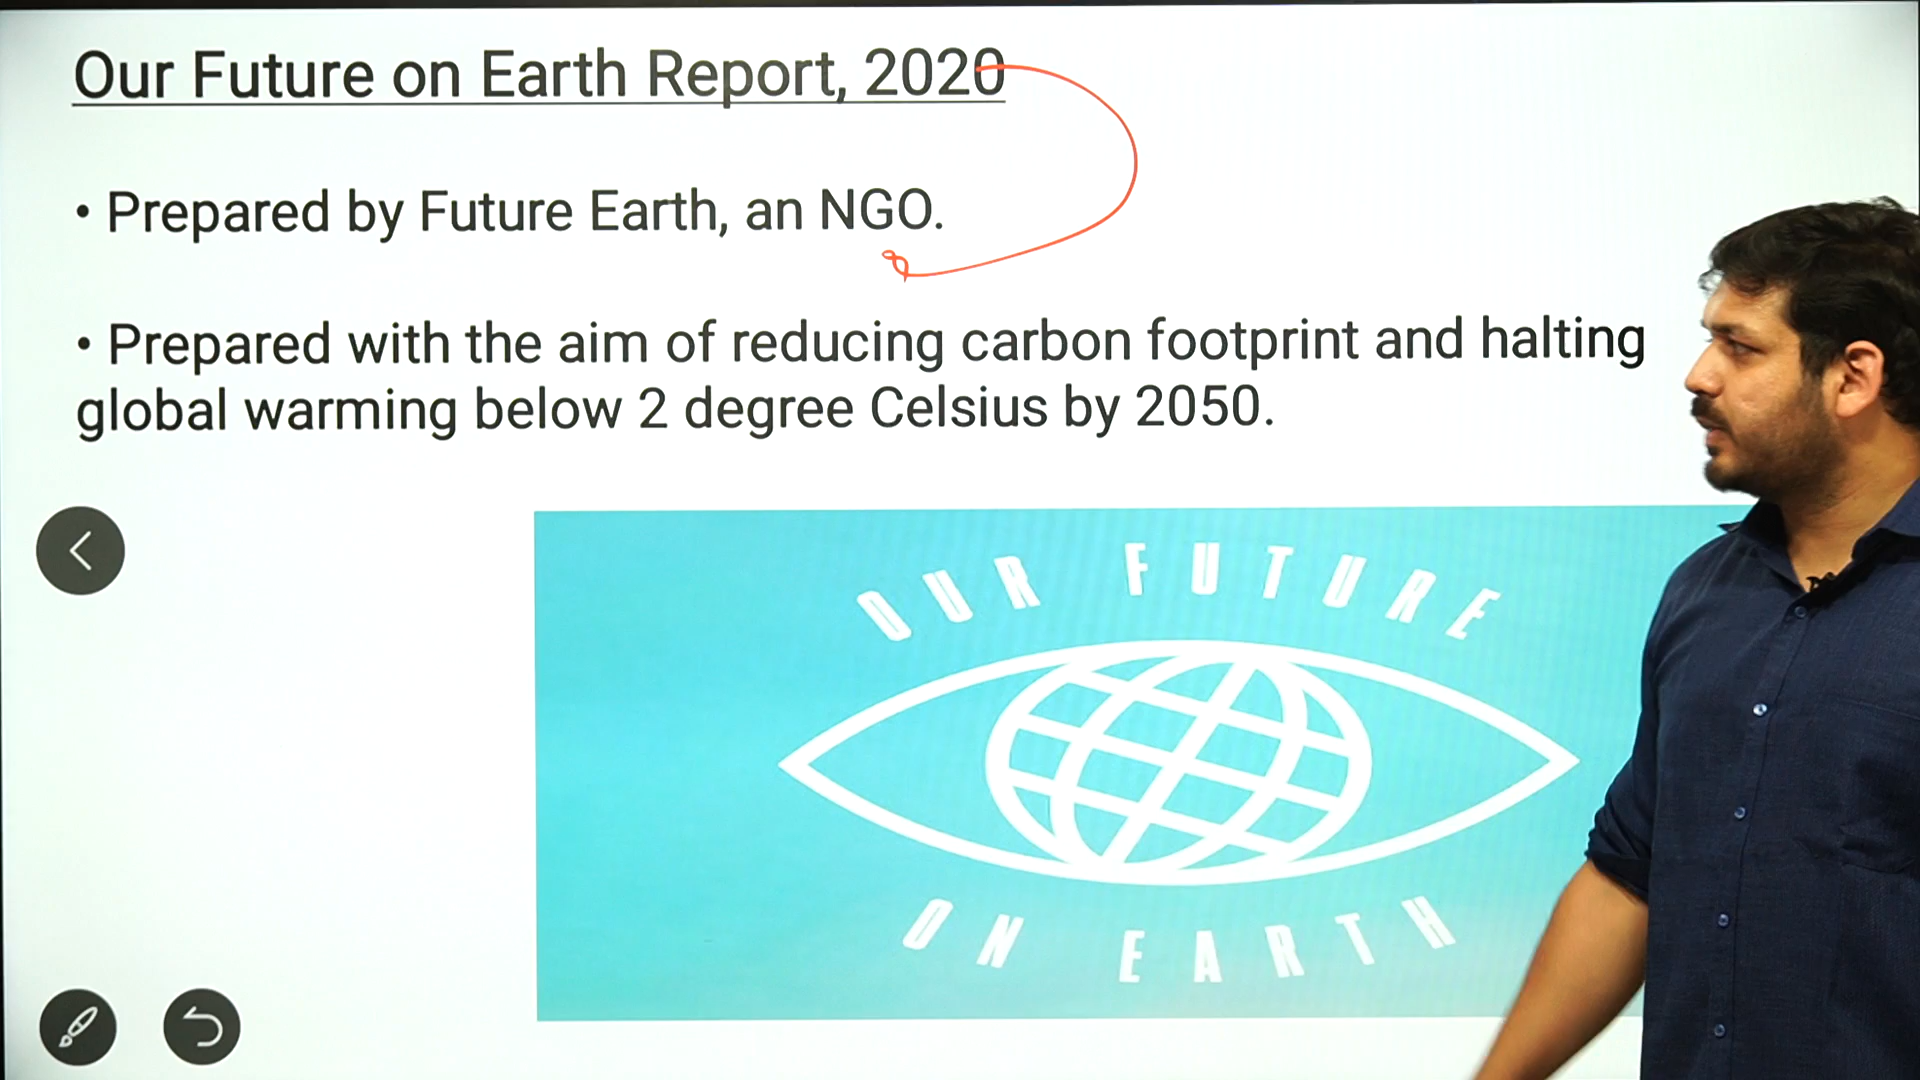 Our Future on Earth Report, 2020
• Prepared by Future Earth, an NGO.
• Prepared with the aim of reducing carbon footprint and halting
global warming below 2 degree Celsius by 2050.
OUR FUTURE
ON EARTH